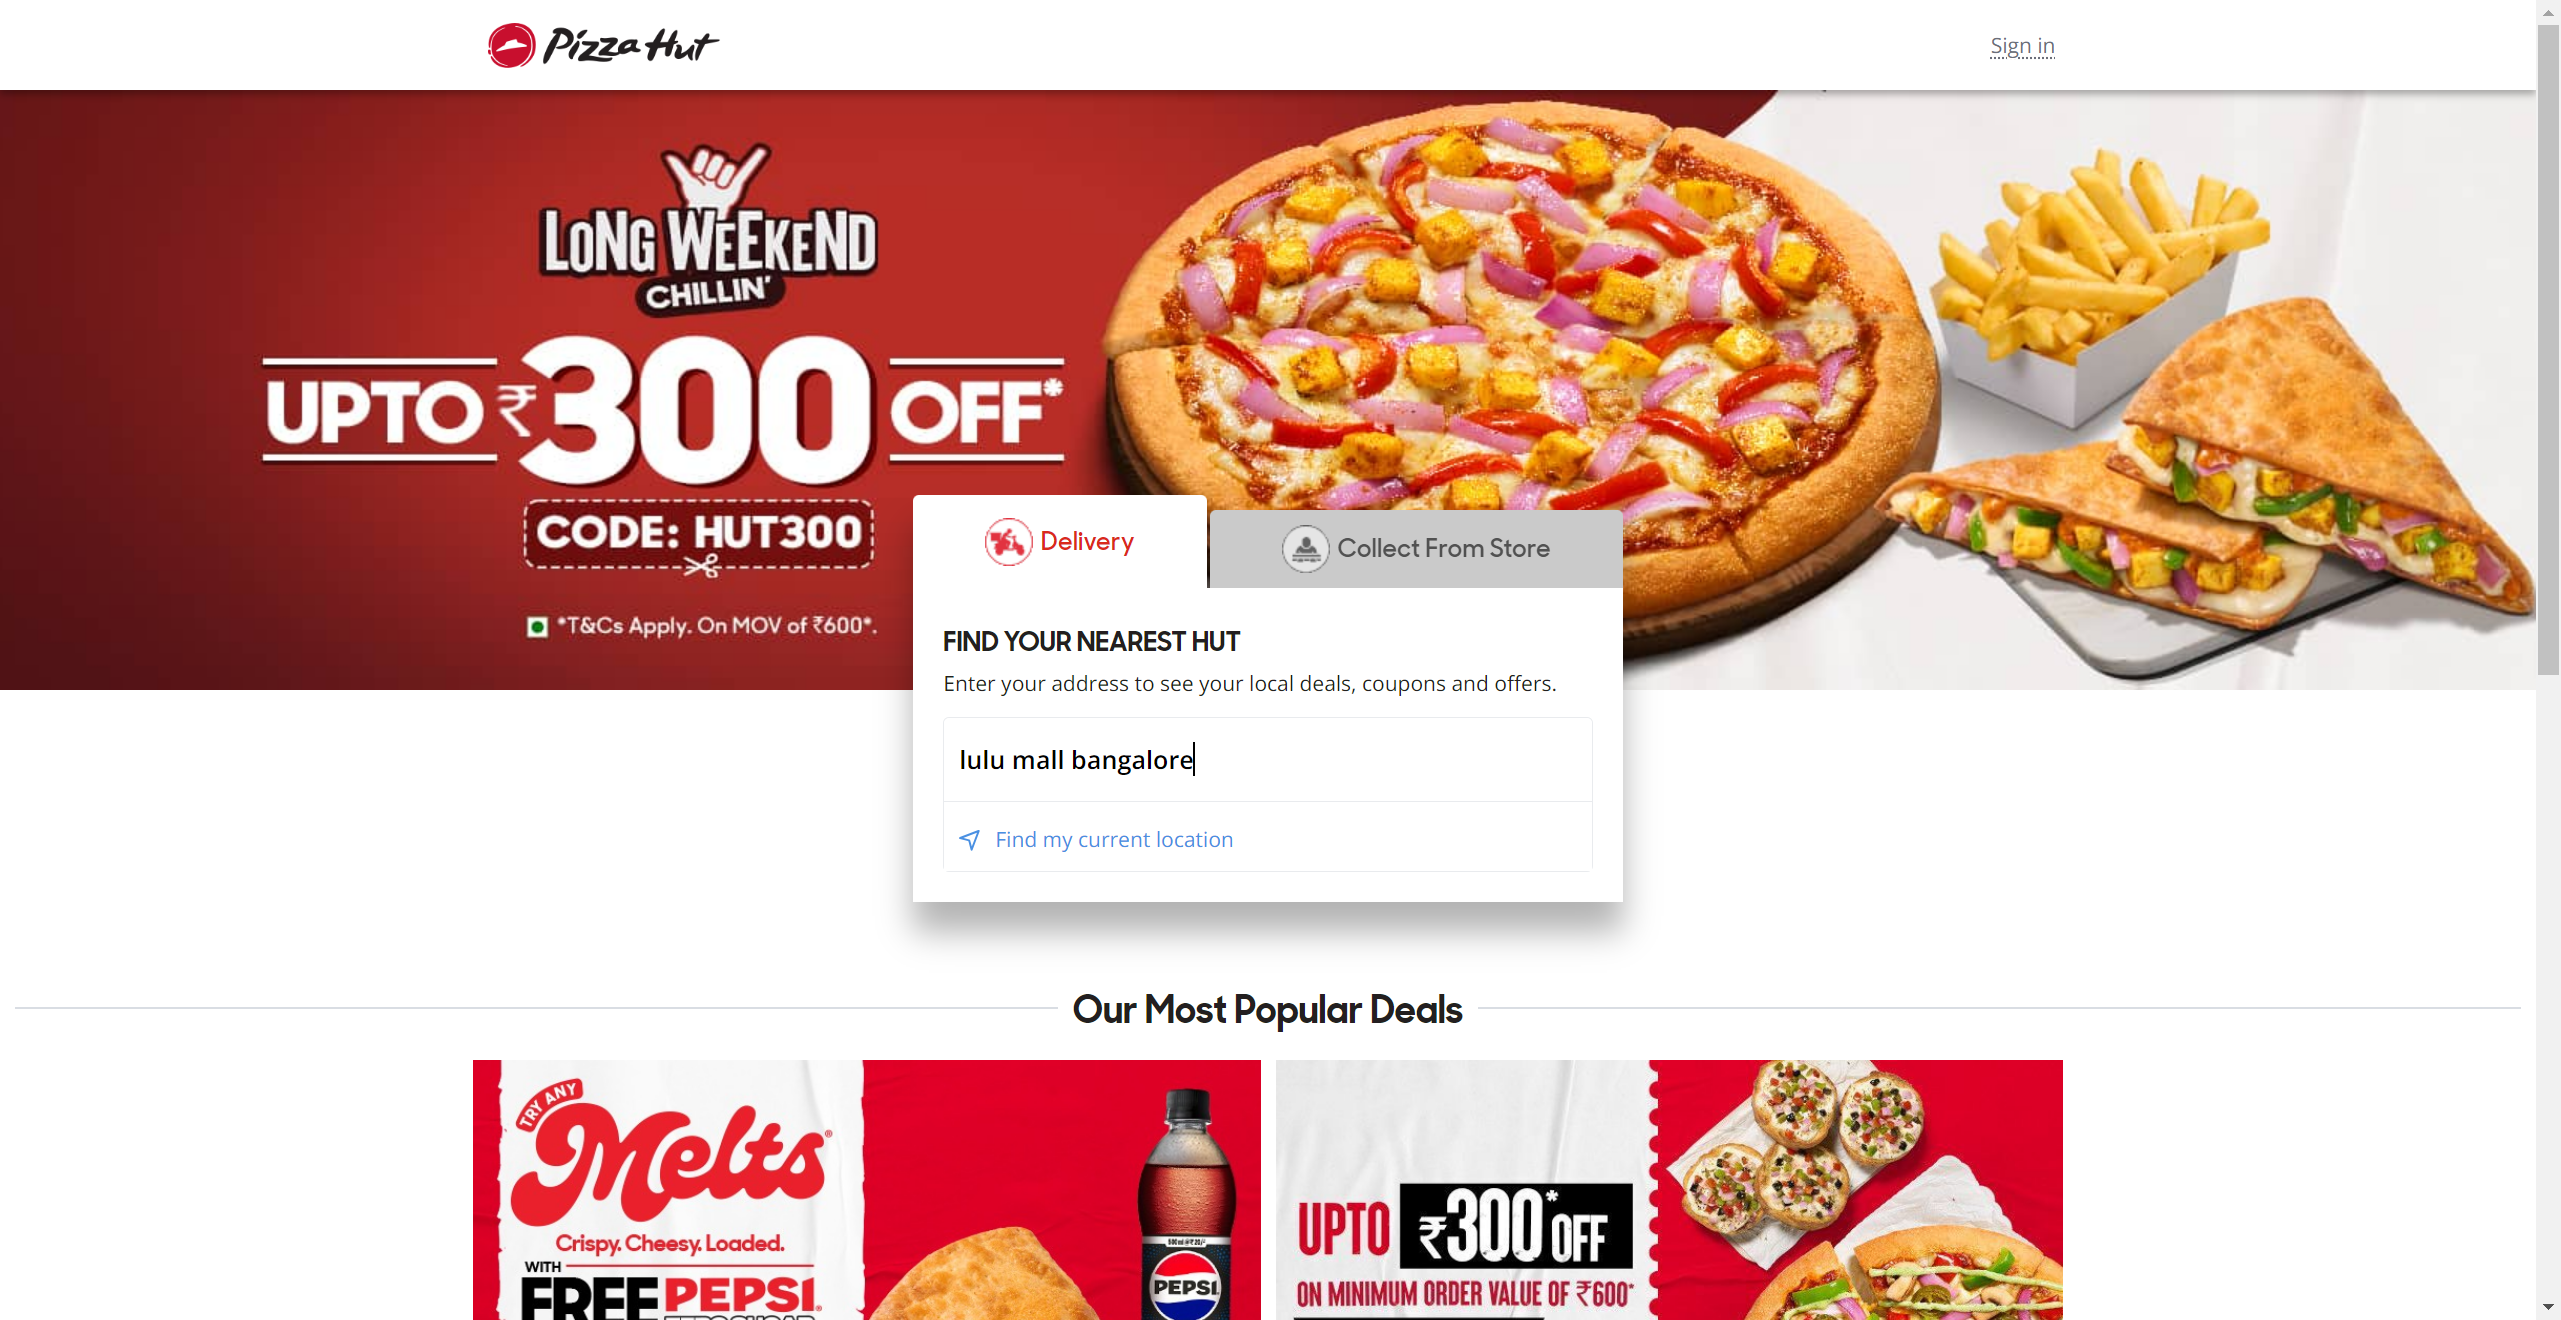 Pizza Hut
Sign in
LONG WEEKEND
CHILLIN'
UPTO ₹300 OFF*
CODE: HUT300
*T&Cs Apply. On MOV of ₹600*.
Delivery
Collect From Store
FIND YOUR NEAREST HUT
Enter your address to see your local deals, coupons and offers.
lulu mall bangalore
Find my current location
Our Most Popular Deals
TRY ANY
Melts®
Crispy. Cheesy. Loaded.
WITH
FREE PEPSI
PEPSI
UPTO ₹300* OFF
ON MINIMUM ORDER VALUE OF ₹600*